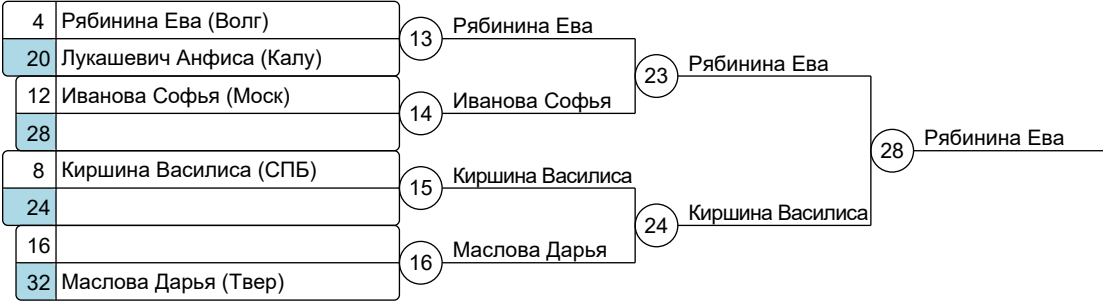 4 Рябинина Ева (Волг)
20 Лукашевич Анфиса (Калу)
12 Иванова Софья (Моск)
28
8 Киршина Василиса (СПБ)
24
16
32 Маслова Дарья (Твер)
13 Рябинина Ева
14 Иванова Софья
15 Киршина Василиса
16 Маслова Дарья
23 Рябинина Ева
24 Киршина Василиса
28 Рябинина Ева